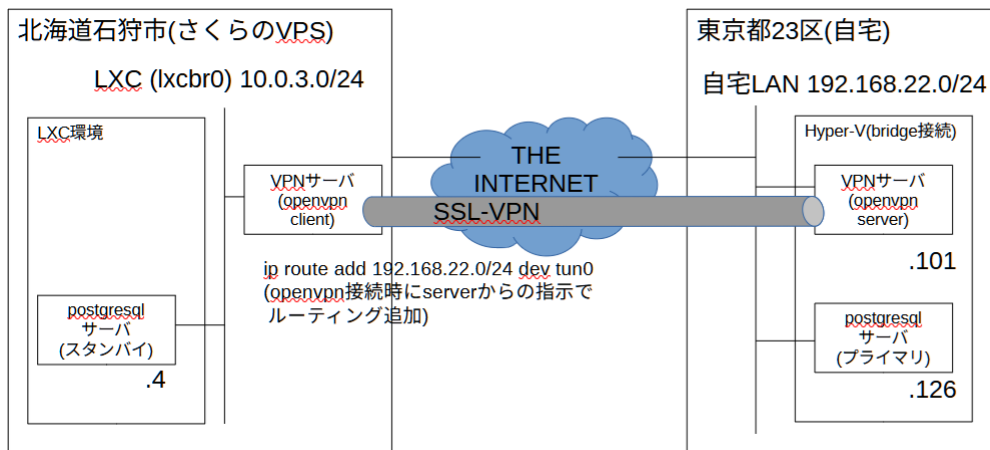 北海道石狩市(さくらのVPS)
LXC (lxcbr0) 10.0.3.0/24
LXC環境
VPNサーバ
(openvpn
client)
postgresql
サーバ
(スタンバイ)
.4
THE
INTERNET
SSL-VPN
ip route add 192.168.22.0/24 dev tun0
(openvpn接続時にserverからの指示で
ルーティング追加)
東京都23区(自宅)
自宅LAN 192.168.22.0/24
Hyper-V(bridge接続)
VPNサーバ
(openvpn
server)
.101
postgresql
サーバ
(プライマリ)
.126